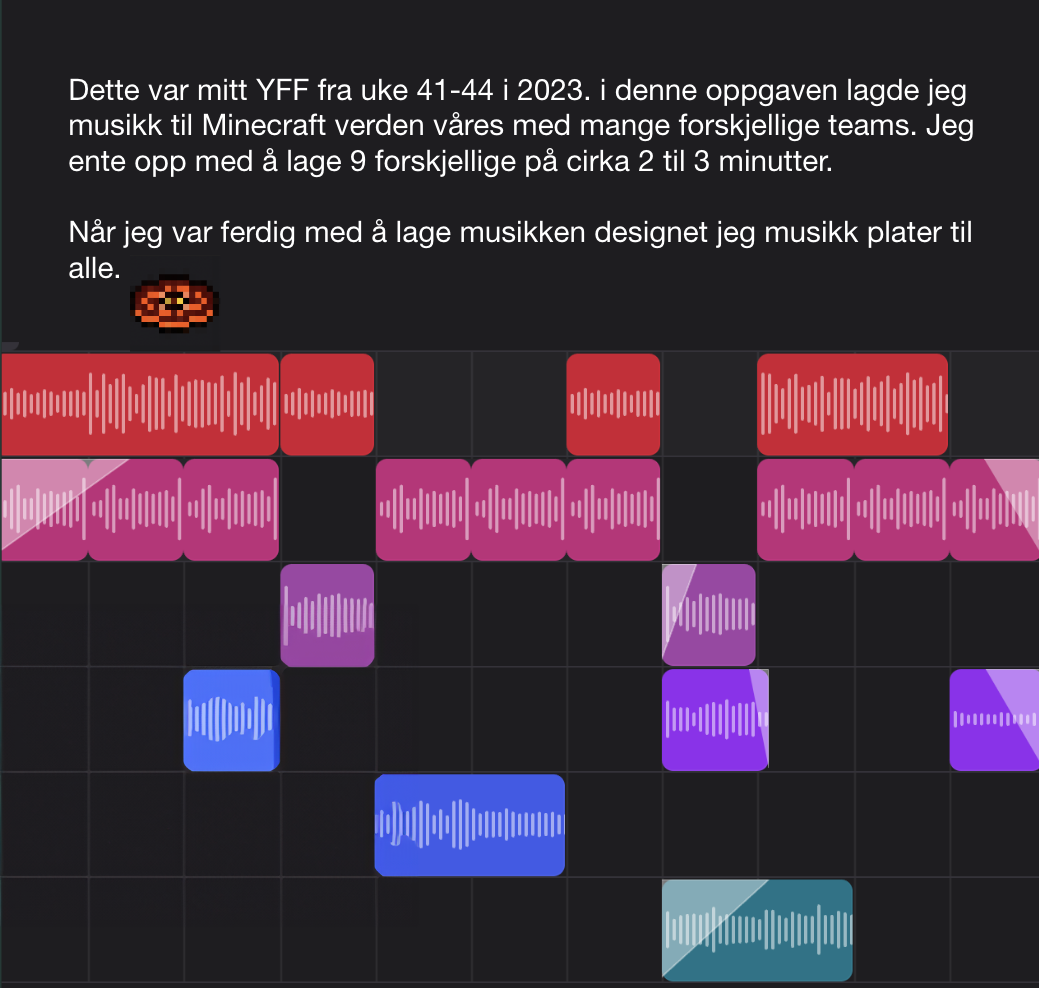 Dette var mitt YFF fra uke 41-44 i 2023. i denne oppgaven lagde jeg
musikk til Minecraft verden våres med mange forskjellige teams. Jeg
ente opp med å lage 9 forskjellige på cirka 2 til 3 minutter.
Når jeg var ferdig med å lage musikken designet jeg musikk plater til
alle.